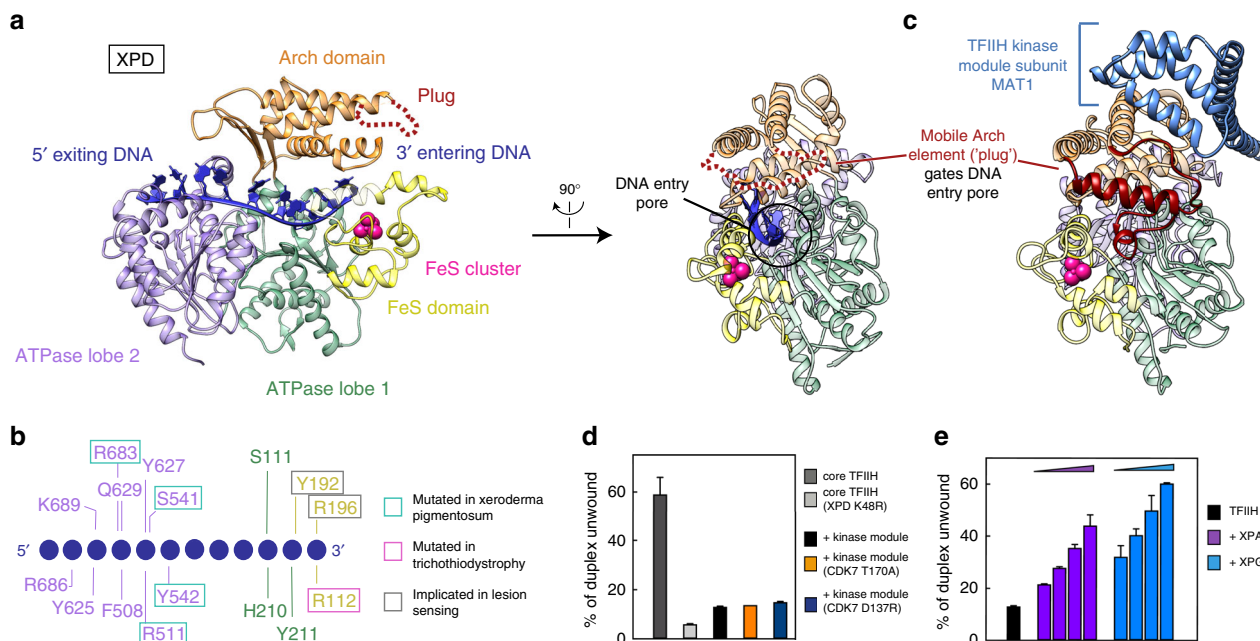 a
XPD
Arch domain
Plug
5′ exiting DNA
3′ entering DNA
FeS cluster
FeS domain
ATPase lobe 2
ATPase lobe 1
90°
DNA entry
pore
c
TFIIH kinase
module subunit
MAT1
Mobile Arch
element ('plug')
gates DNA
entry pore
b
R683
Y627
S111
K689
Q629
S541
Y192
R196
5′
3′
R686
Y625
F508
Y542
R511
H210
Y211
R112
Mutated in xeroderma
pigmentosum
Mutated in
trichothiodystrophy
Implicated in lesion
sensing
d
% of duplex unwound
60
40
20
0
core TFIIH
core TFIIH
(XPD K48R)
+ kinase module
+ kinase module
(CDK7 T170A)
+ kinase module
(CDK7 D137R)
e
% of duplex unwound
60
40
20
0
TFIIH
+ XPA